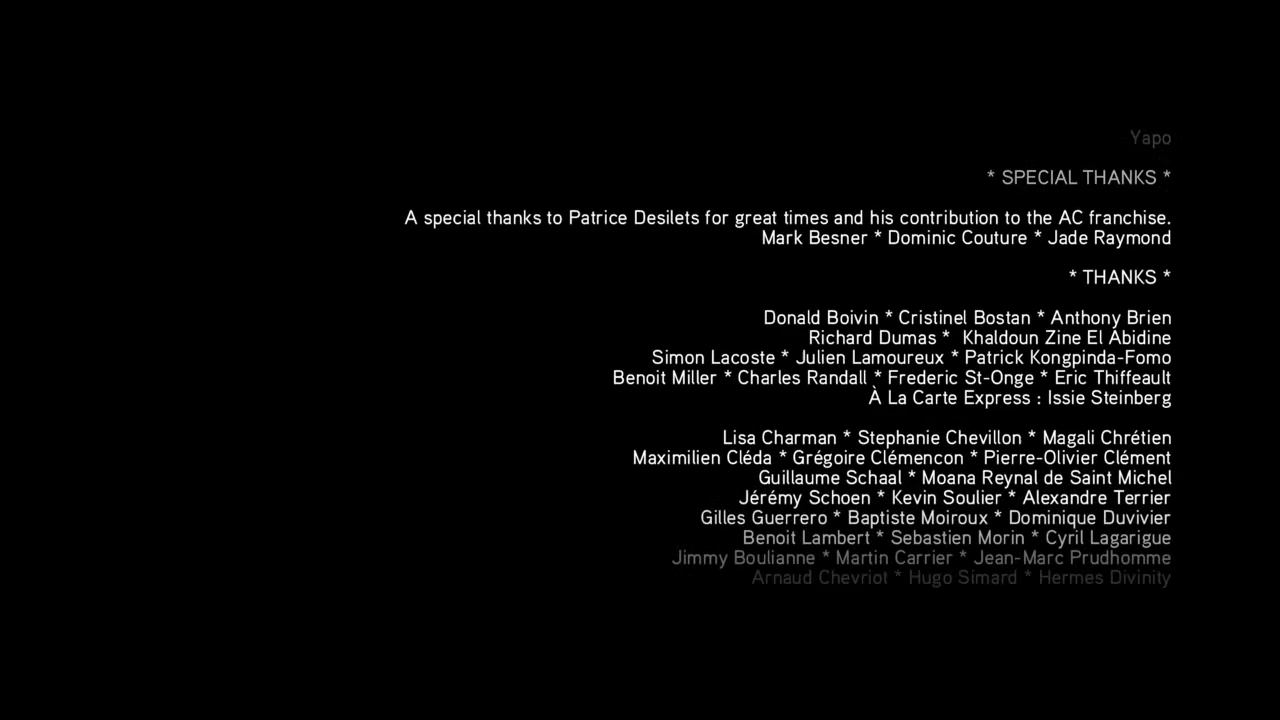 Yapo
* SPECIAL THANKS *
A special thanks to Patrice Desilets for great times and his contribution to the AC franchise.
Mark Besner * Dominic Couture * Jade Raymond
* THANKS *
Donald Boivin * Cristinel Bostan * Anthony Brien
Richard Dumas *  Khaldoun Zine El Abidine
Simon Lacoste * Julien Lamoureux * Patrick Kongpinda-Fomo
Benoit Miller * Charles Randall * Frederic St-Onge * Eric Thiffeault
À La Carte Express : Issie Steinberg
Lisa Charman * Stephanie Chevillon * Magali Chrétien
Maximilien Cléda * Grégoire Clémencon * Pierre-Olivier Clément
Guillaume Schaal * Moana Reynal de Saint Michel
Jérémy Schoen * Kevin Soulier * Alexandre Terrier
Gilles Guerrero * Baptiste Moiroux * Dominique Duvivier
Benoit Lambert * Sebastien Morin * Cyril Lagarigue
Jimmy Boulianne * Martin Carrier * Jean-Marc Prudhomme
Arnaud Chevriot * Hugo Simard * Hermes Divinity